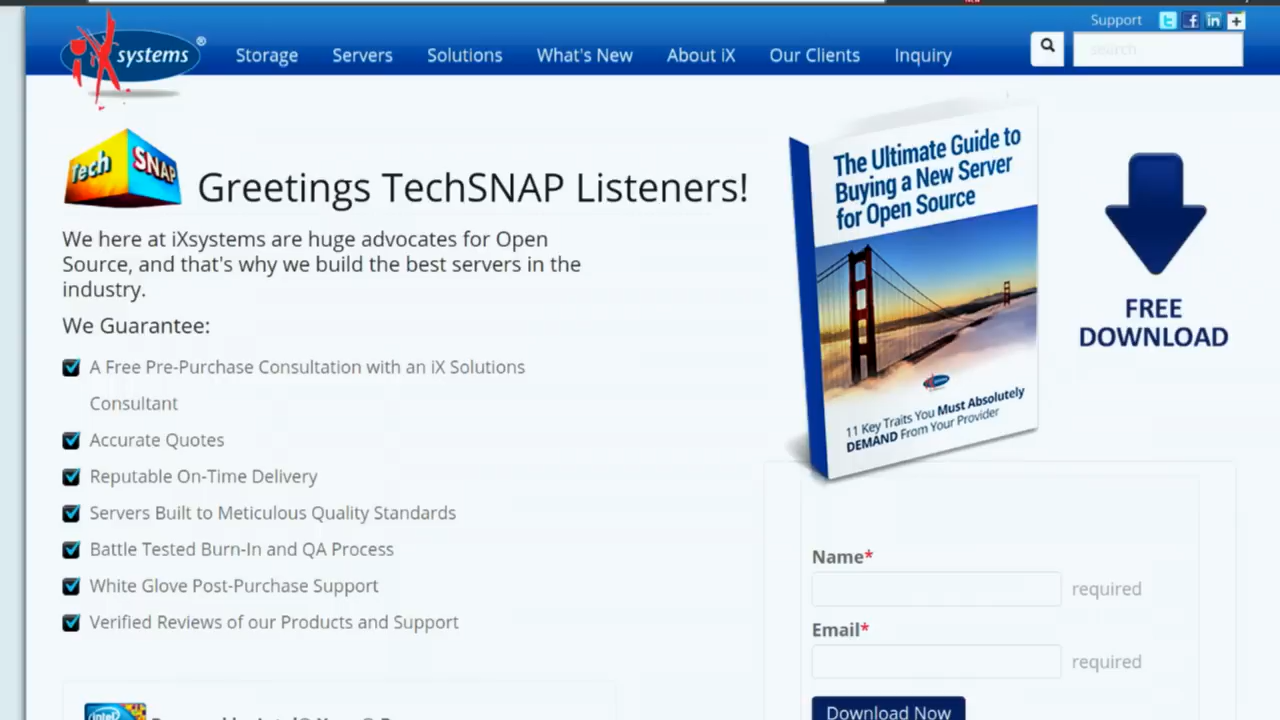 Support
iXsystems®
Storage
Servers
Solutions
What's New
About iX
Our Clients
Inquiry
search
Tech SNAP
Greetings TechSNAP Listeners!
We here at iXsystems are huge advocates for Open
Source, and that's why we build the best servers in the
industry.
We Guarantee:
A Free Pre-Purchase Consultation with an iX Solutions
Consultant
Accurate Quotes
Reputable On-Time Delivery
Servers Built to Meticulous Quality Standards
Battle Tested Burn-In and QA Process
White Glove Post-Purchase Support
Verified Reviews of our Products and Support
The Ultimate Guide to
Buying a New Server
for Open Source
11 Key Traits You Must Absolutely
DEMAND From Your Provider
FREE
DOWNLOAD
Name*
required
Email*
required
Download Now